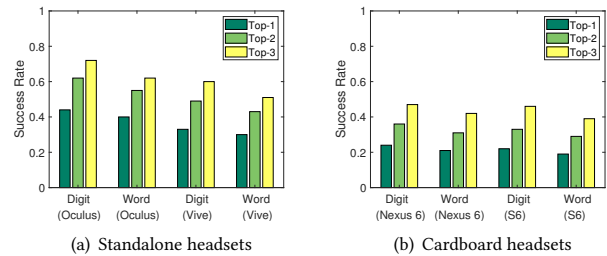 Success Rate
1
0.8
0.6
0.4
0.2
0
Top-1
Top-2
Top-3
Digit Word Digit Word
(Oculus) (Oculus) (Vive) (Vive)
(a) Standalone headsets
Success Rate
1
0.8
0.6
0.4
0.2
0
Top-1
Top-2
Top-3
Digit Word Digit Word
(Nexus 6) (Nexus 6) (S6) (S6)
(b) Cardboard headsets